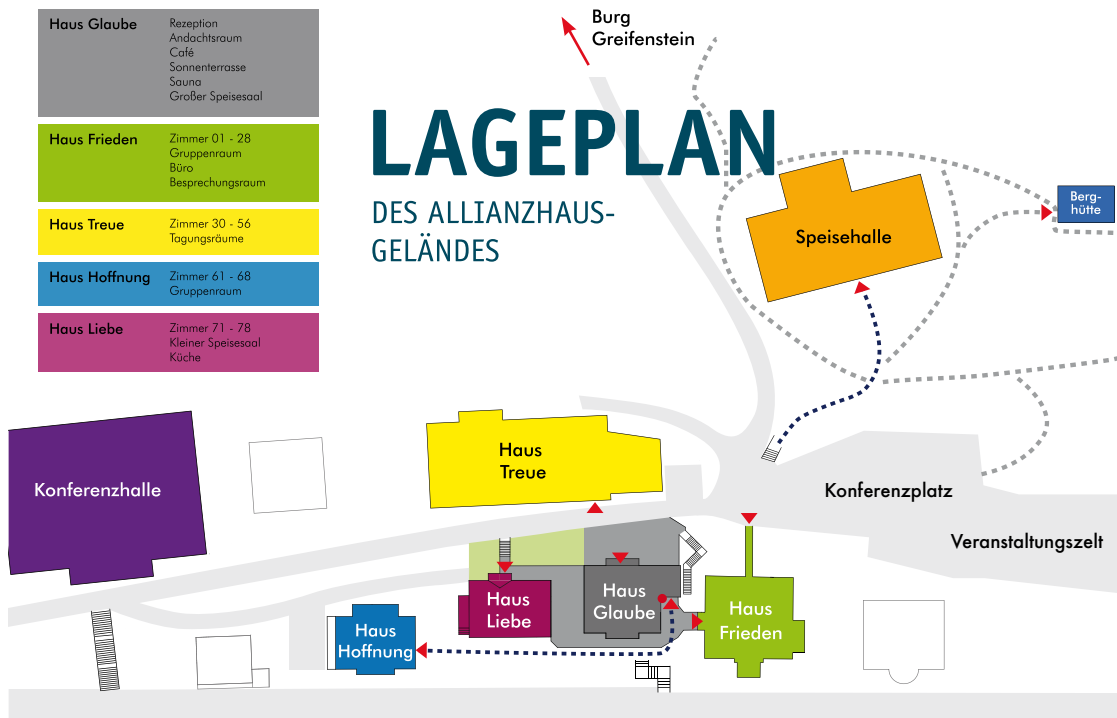 Haus Glaube
Rezeption
Andachtsraum
Café
Sonnenterrasse
Sauna
Großer Speisesaal
Haus Frieden
Zimmer 01 - 28
Gruppenraum
Büro
Besprechungsraum
Haus Treue
Zimmer 30 - 56
Tagungsräume
Haus Hoffnung
Zimmer 61 - 68
Gruppenraum
Haus Liebe
Zimmer 71 - 78
Kleiner Speisesaal
Küche
Burg
Greifenstein
LAGEPLAN
DES ALLIANZHAUS-
GELÄNDES
Berg-
hütte
Speisehalle
Konferenzhalle
Haus
Treue
Konferenzplatz
Veranstaltungszelt
Haus
Liebe
Haus
Glaube
Haus
Frieden
Haus
Hoffnung